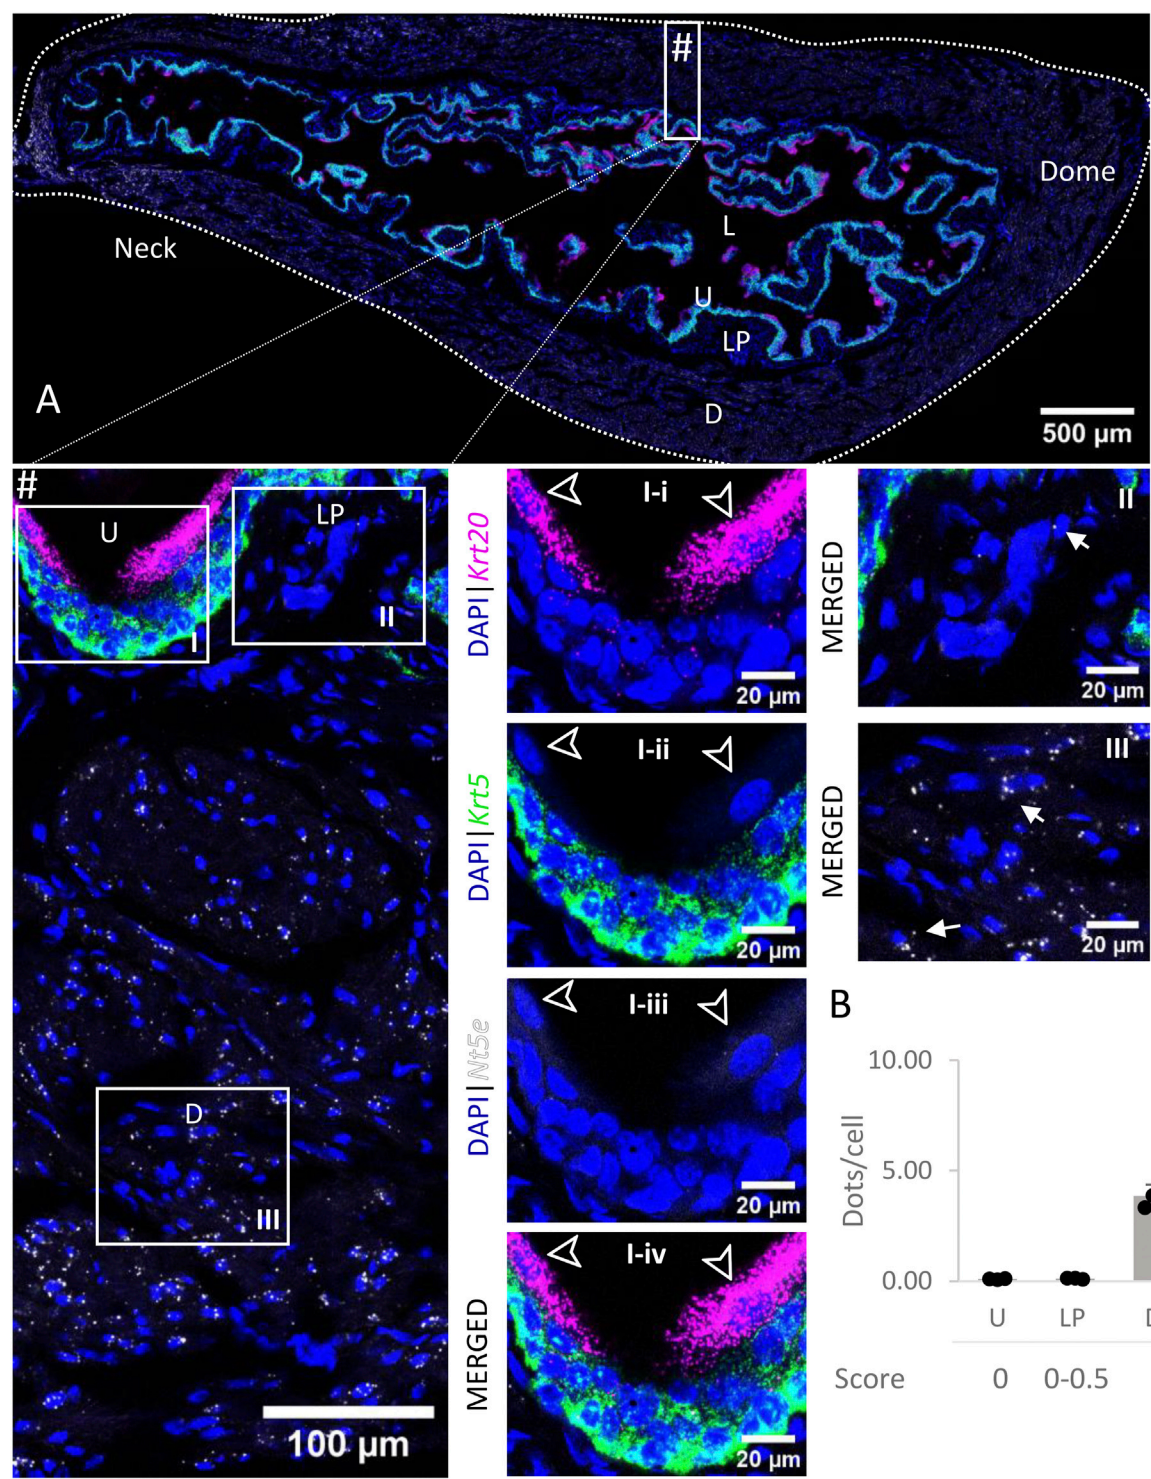 #
Dome
L
Neck
U
LP
A
D
500 µm
#
U
LP
I
II
D
III
100 µm
DAPI|Krt20
I-i
20 µm
DAPI|Krt5
I-ii
20 µm
DAPI|Nt5e
I-iii
20 µm
MERGED
I-iv
20 µm
MERGED
II
20 µm
MERGED
III
20 µm
B
Dots/cell
10.00
5.00
0.00
U LP
Score 0 0-0.5